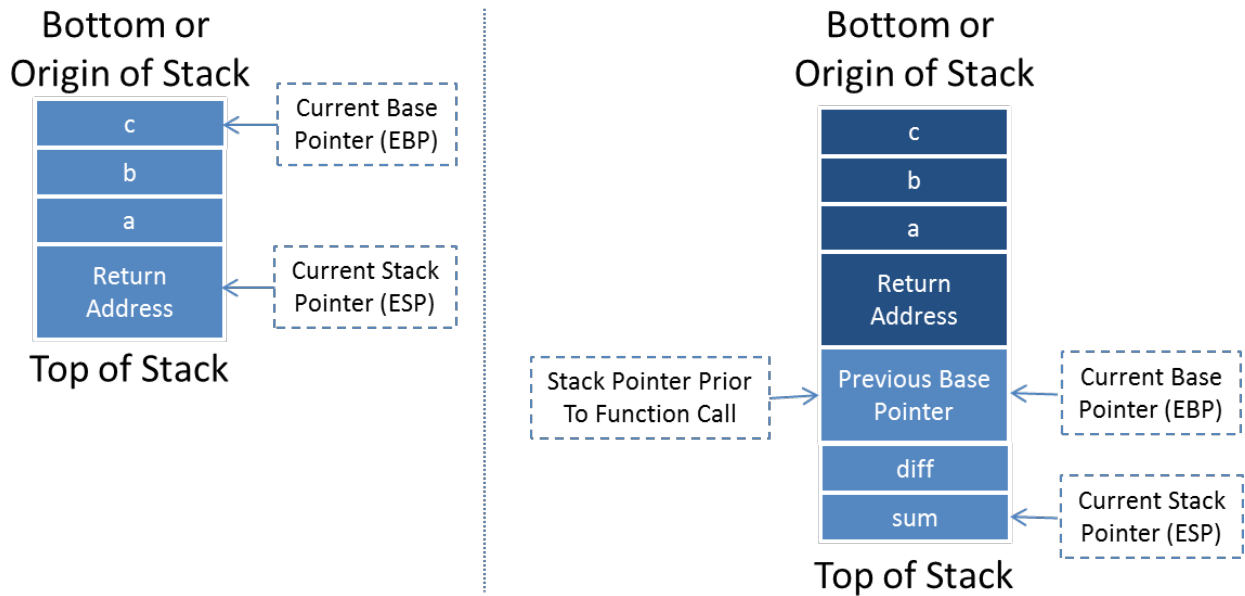 Bottom or
Origin of Stack
c
Current Base
Pointer (EBP)
b
a
Return
Address
Current Stack
Pointer (ESP)
Top of Stack
Bottom or
Origin of Stack
c
b
a
Return
Address
Stack Pointer Prior
To Function Call
Previous Base
Pointer
Current Base
Pointer (EBP)
diff
sum
Current Stack
Pointer (ESP)
Top of Stack